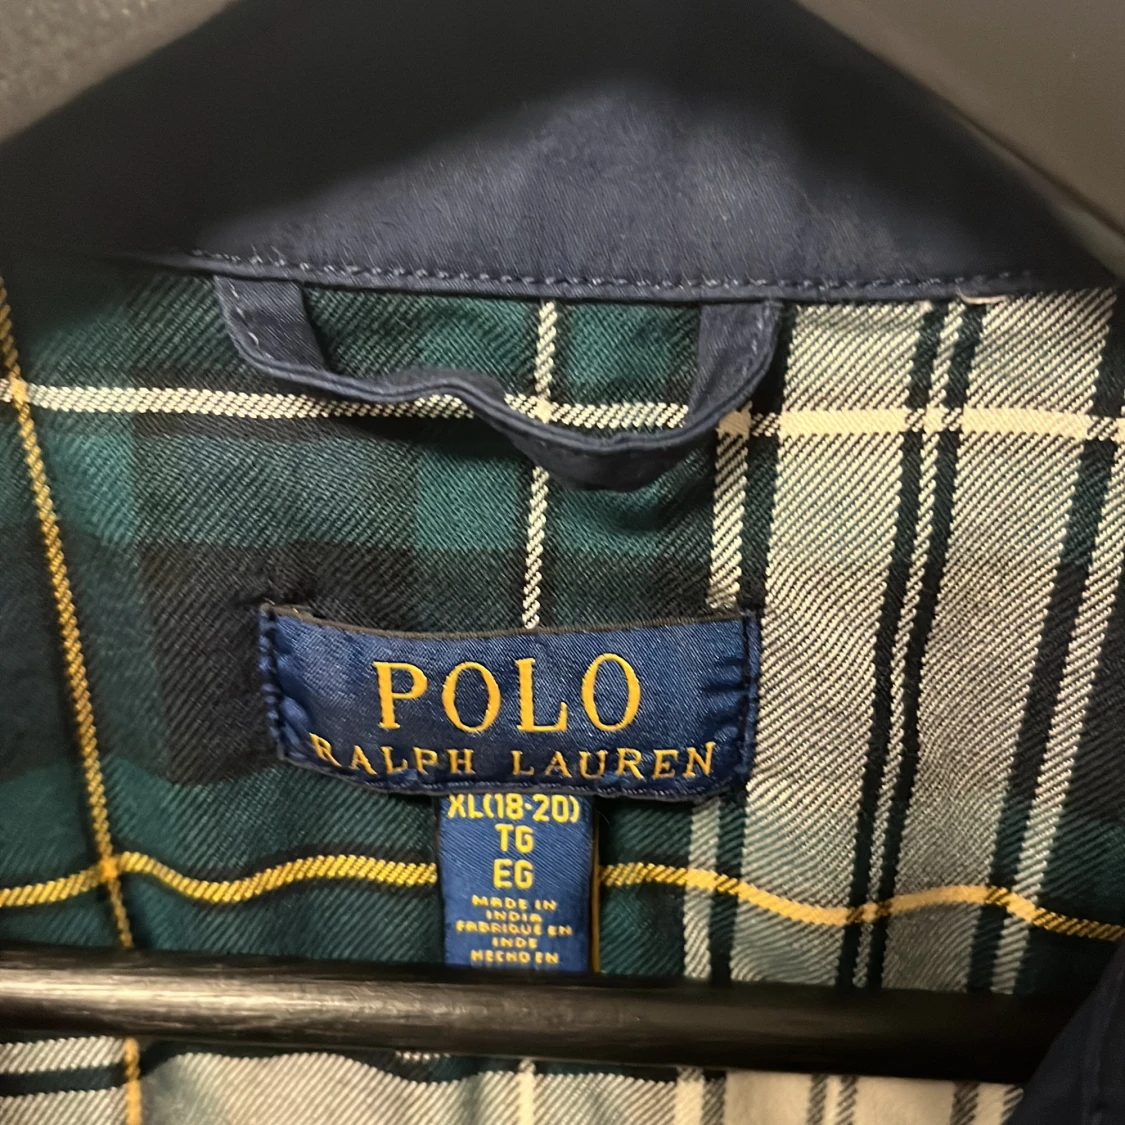 POLO
RALPH LAUREN
XL(18-20)
TG
EG
MADE IN
INDIA
FABRIQUE EN
INDE
HECHO EN